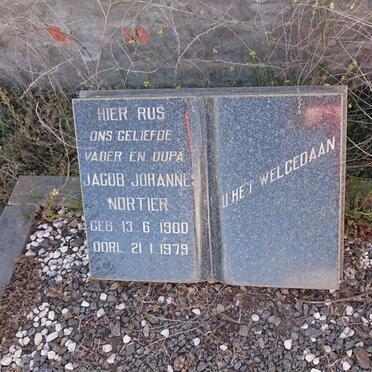 HIER RUS
ONS GELIEFDE
VADER EN OUPA
JACOB JOHANNES
NORTIER
GEB. 13. 6. 1900
OORL. 21. 1. 1979
U HET WELGEDAAN